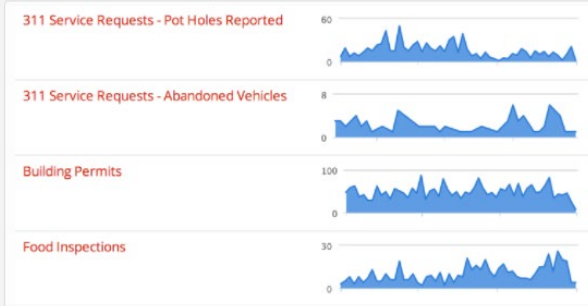 311 Service Requests - Pot Holes Reported
60
0
311 Service Requests - Abandoned Vehicles
8
0
Building Permits
100
0
Food Inspections
30
0